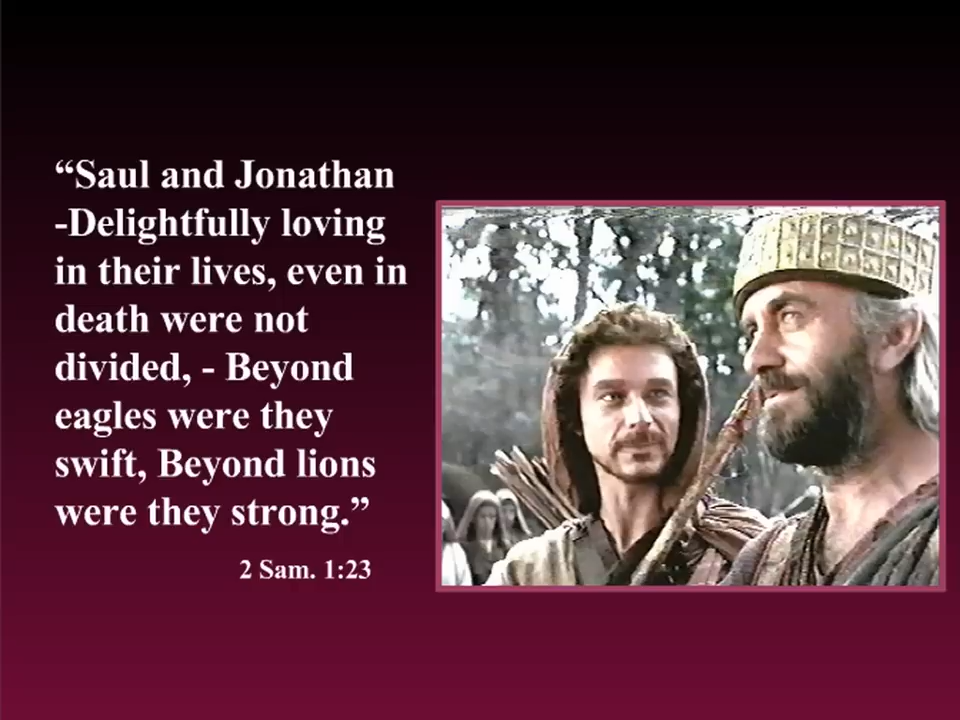 “Saul and Jonathan
-Delightfully loving
in their lives, even in
death were not
divided, - Beyond
eagles were they
swift, Beyond lions
were they strong.”
2 Sam. 1:23